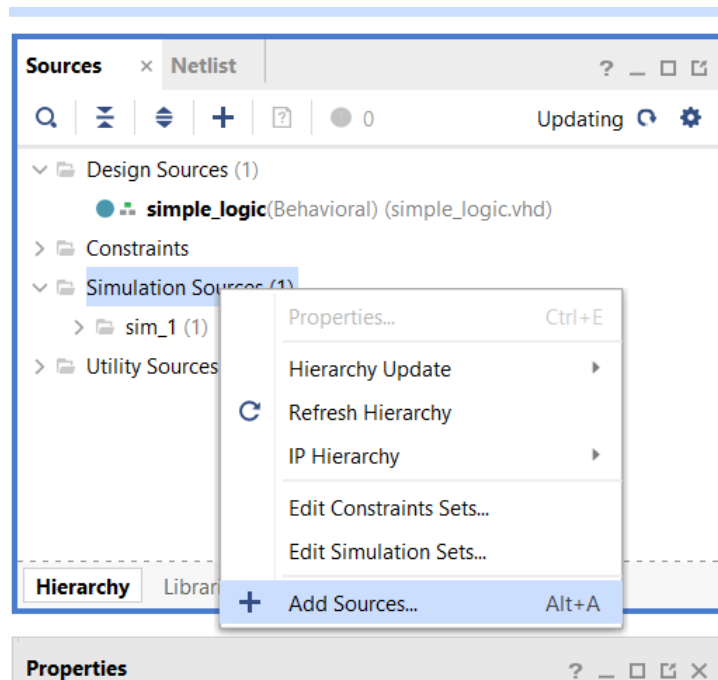 Sources × Netlist ? _
0 Updating
Design Sources (1)
simple_logic(Behavioral) (simple_logic.vhd)
Constraints
Simulation Sources (1)
sim_1 (1)
Utility Sources
Properties... Ctrl+E
Hierarchy Update
Refresh Hierarchy
IP Hierarchy
Edit Constraints Sets...
Edit Simulation Sets...
Add Sources... Alt+A
Hierarchy Librar
Properties ? _ ×